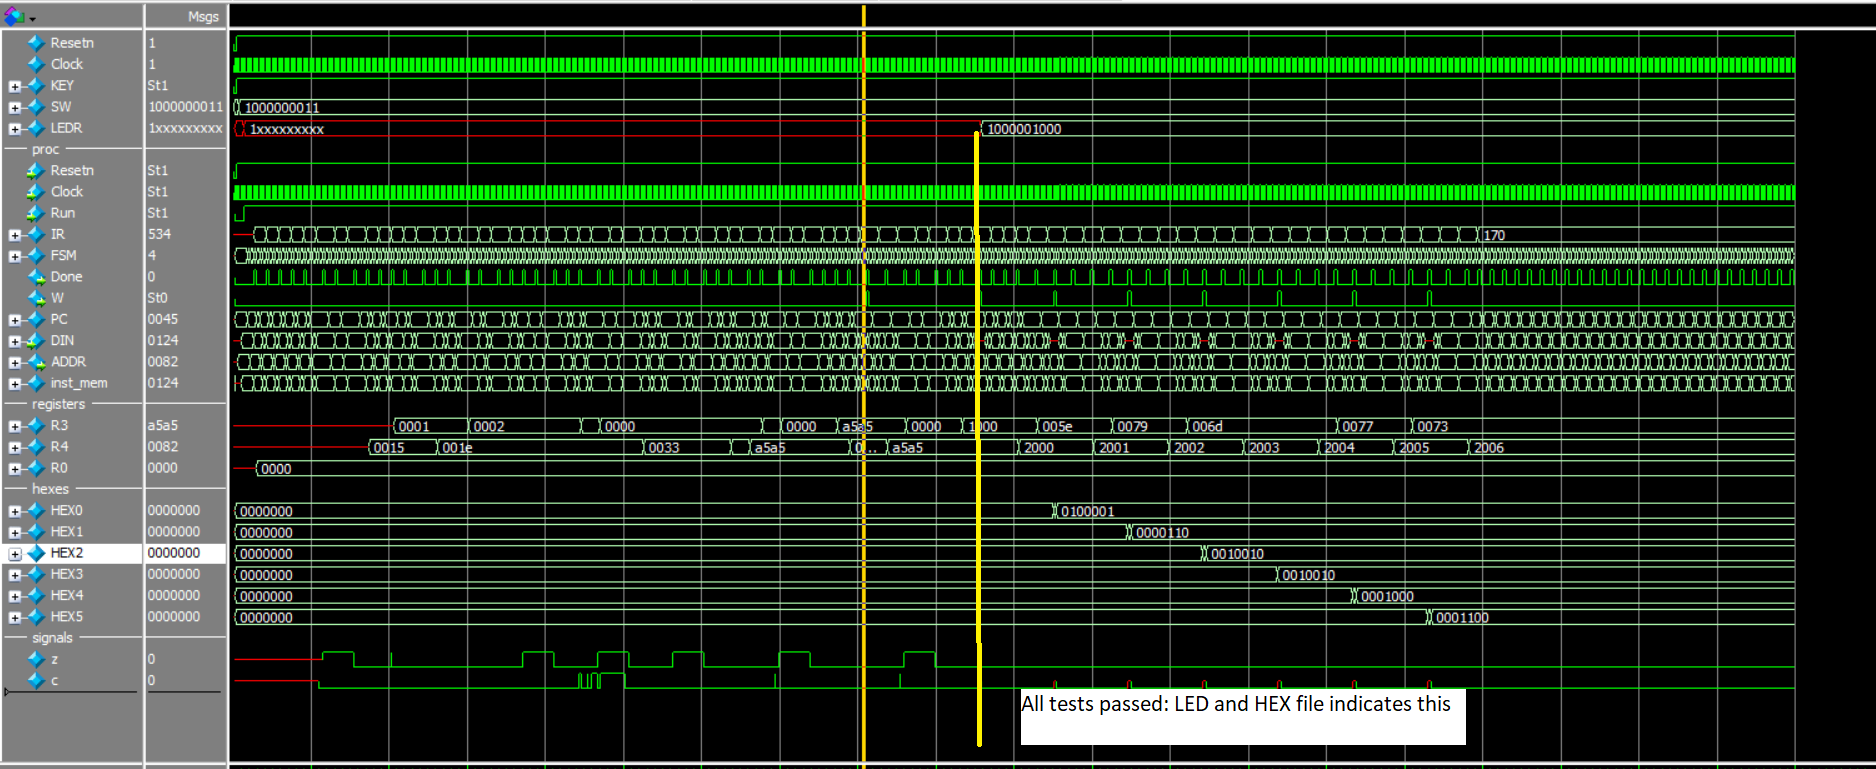 Msgs
Resetn 1
Clock 1
KEY St1
SW 1000000011 1000000011
LEDR 1xxxxxxxxx 1xxxxxxxxx 1000001000
proc
Resetn St1
Clock St1
Run St1
IR 534 170
FSM 4
Done 0
W St0
PC 0045
DIN 0124
ADDR 0082
inst_mem 0124
registers
R3 a5a5 0001 0002 0000 0000 a5a5 0000 1000 005e 0079 006d 0077 0073
R4 0082 0015 001e 0033 a5a5 0... a5a5 2000 2001 2002 2003 2004 2005 2006
R0 0000 0000
hexes
HEX0 0000000 0000000 0100001
HEX1 0000000 0000000 0000110
HEX2 0000000 0000000 0010010
HEX3 0000000 0000000 0010010
HEX4 0000000 0000000 0001000
HEX5 0000000 0000000 0001100
signals
z 0
c 0
All tests passed: LED and HEX file indicates this